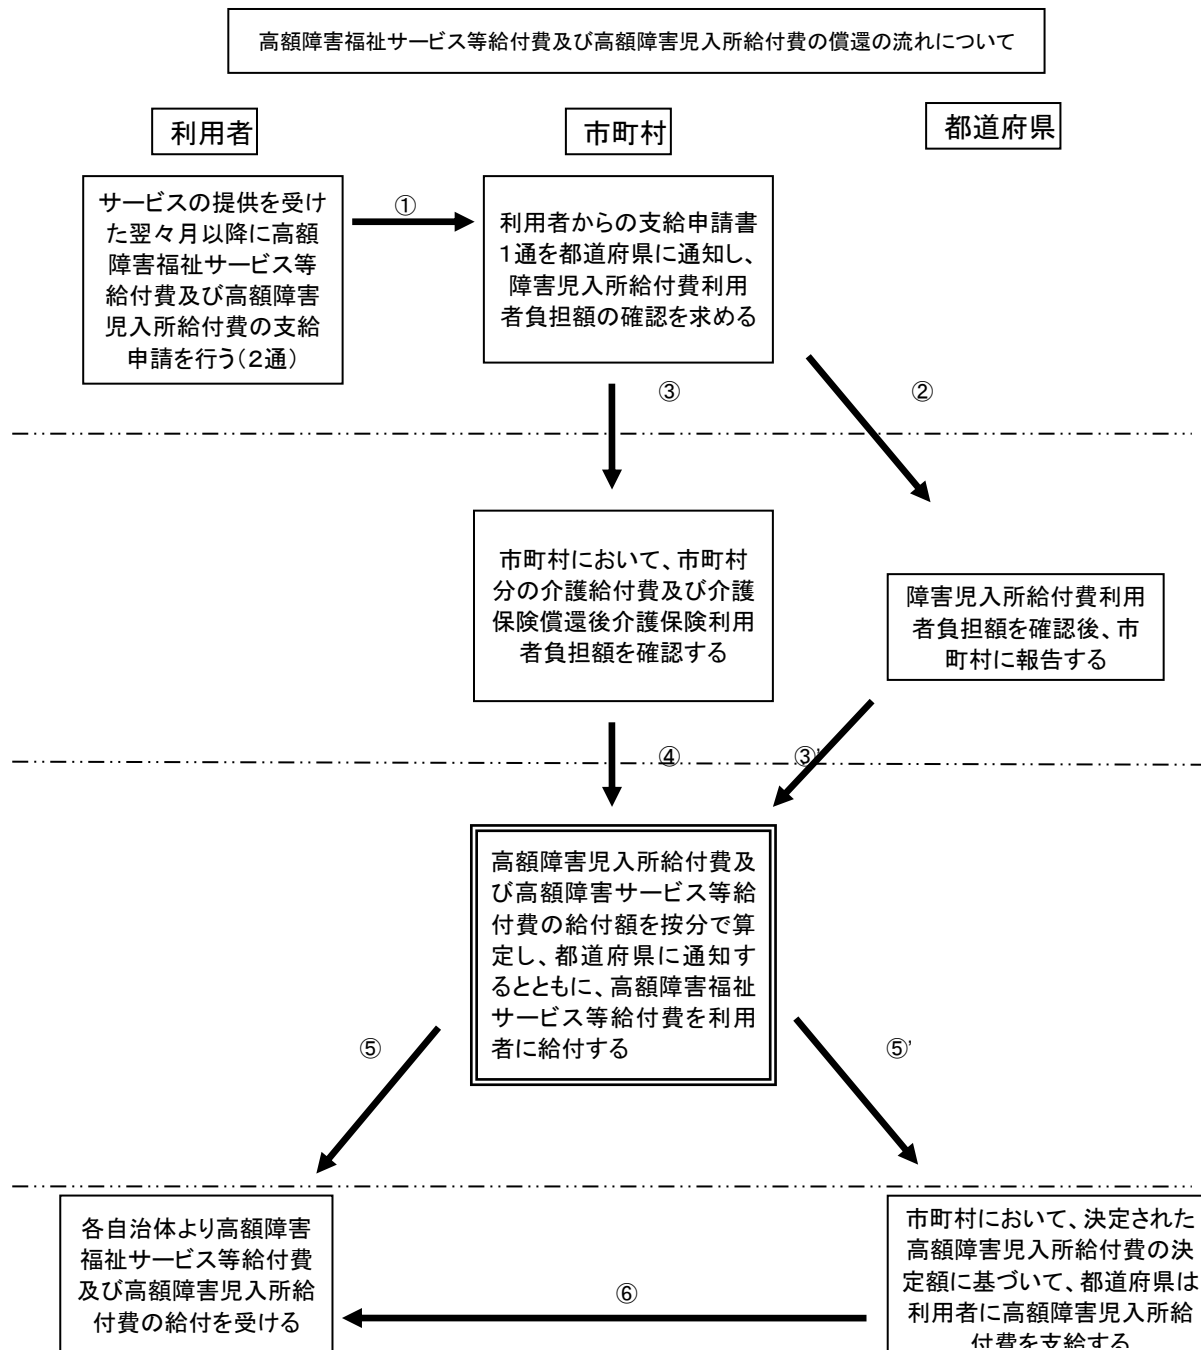 高額障害福祉サービス等給付費及び高額障害児入所給付費の償還の流れについて
利用者
市町村
都道府県
サービスの提供を受け
た翌々月以降に高額
障害福祉サービス等
給付費及び高額障害
児入所給付費の支給
申請を行う(2通)
①
利用者からの支給申請書
1通を都道府県に通知し、
障害児入所給付費利用
者負担額の確認を求める
③
②
市町村において、市町村
分の介護給付費及び介護
保険償還後介護保険利用
者負担額を確認する
障害児入所給付費利用
者負担額を確認後、市
町村に報告する
④
③'
高額障害児入所給付費及
び高額障害サービス等給
付費の給付額を按分で算
定し、都道府県に通知す
るとともに、高額障害福祉
サービス等給付費を利用
者に給付する
⑤
⑤'
各自治体より高額障害
福祉サービス等給付費
及び高額障害児入所給
付費の給付を受ける
⑥
市町村において、決定された
高額障害児入所給付費の決
定額に基づいて、都道府県は
利用者に高額障害児入所給
付費を支給する